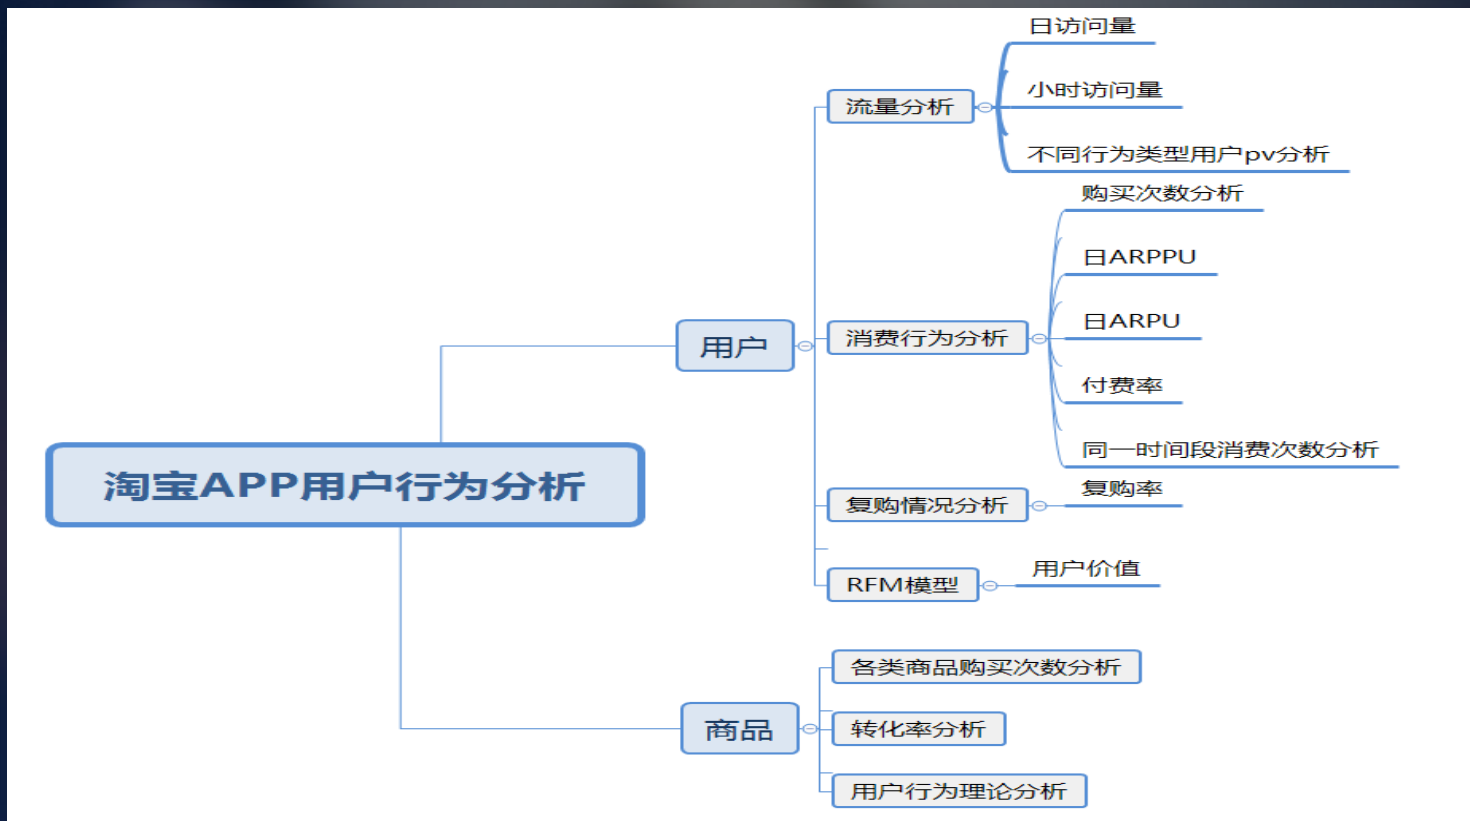 淘宝APP用户行为分析
用户
流量分析
日访问量
小时访问量
不同行为类型用户pv分析
消费行为分析
购买次数分析
日ARPPU
日ARPU
付费率
同一时间段消费次数分析
复购情况分析
复购率
RFM模型
用户价值
商品
各类商品购买次数分析
转化率分析
用户行为理论分析